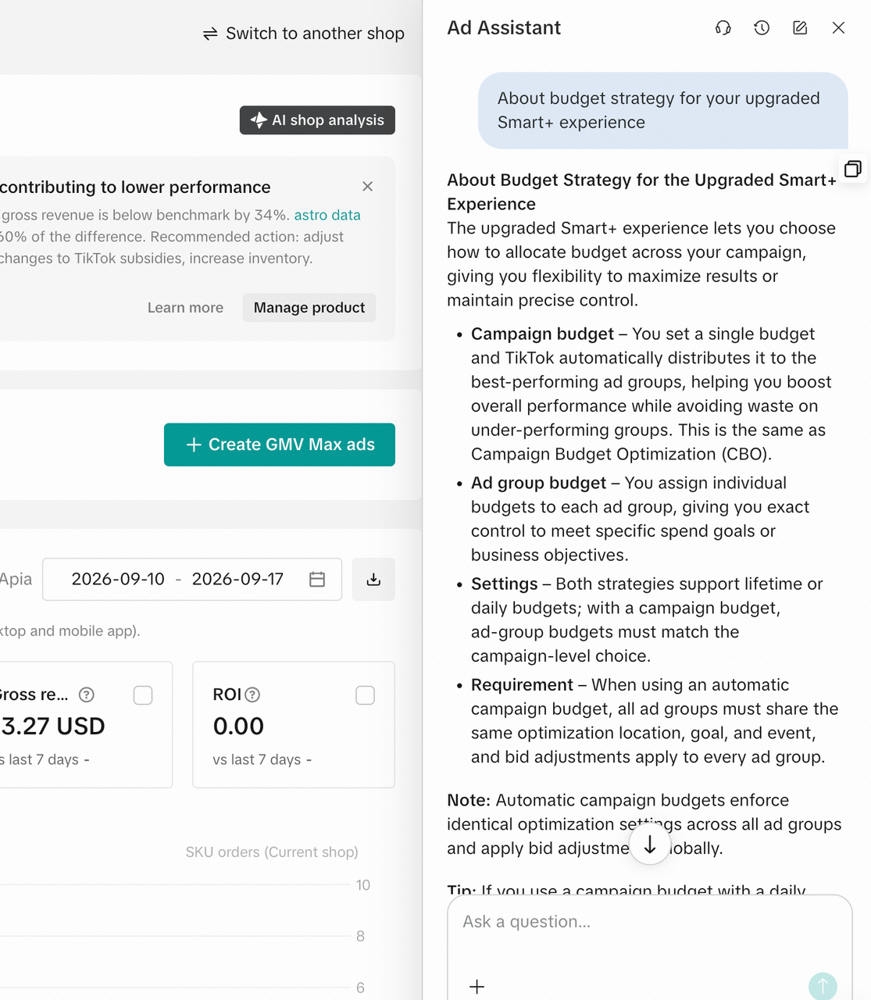 Switch to another shop
AI shop analysis
contributing to lower performance
gross revenue is below benchmark by 34%. astro data
60% of the difference. Recommended action: adjust
changes to TikTok subsidies, increase inventory.
Learn more
Manage product
+ Create GMV Max ads
Apia
2026-09-10 - 2026-09-17
ktop and mobile app).
Gross re...
3.27 USD
s last 7 days -
ROI
0.00
vs last 7 days -
SKU orders (Current shop)
10
8
6
Ad Assistant
About budget strategy for your upgraded
Smart+ experience
About Budget Strategy for the Upgraded Smart+
Experience
The upgraded Smart+ experience lets you choose
how to allocate budget across your campaign,
giving you flexibility to maximize results or
maintain precise control.
• Campaign budget – You set a single budget
and TikTok automatically distributes it to the
best-performing ad groups, helping you boost
overall performance while avoiding waste on
under-performing groups. This is the same as
Campaign Budget Optimization (CBO).
• Ad group budget – You assign individual
budgets to each ad group, giving you exact
control to meet specific spend goals or
business objectives.
• Settings – Both strategies support lifetime or
daily budgets; with a campaign budget,
ad-group budgets must match the
campaign-level choice.
• Requirement – When using an automatic
campaign budget, all ad groups must share the
same optimization location, goal, and event,
and bid adjustments apply to every ad group.
Note: Automatic campaign budgets enforce
identical optimization settings across all ad groups
and apply bid adjustme lobally.
Tip: If you use a campaign budget with a daily
Ask a question...